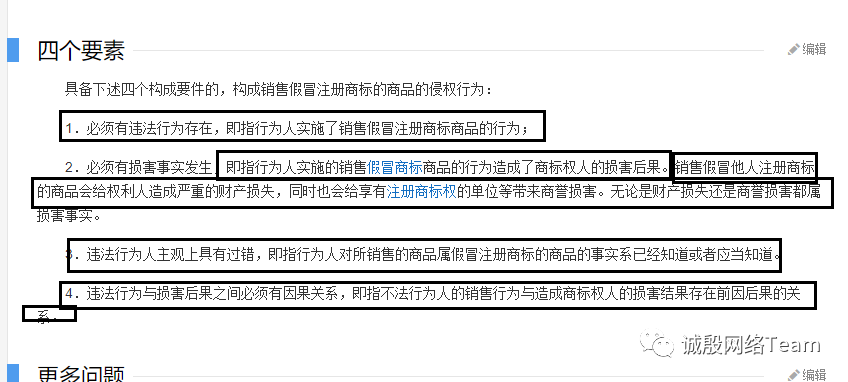 四个要素
编辑
具备下述四个构成要件的，构成销售假冒注册商标的商品的侵权行为：
1．必须有违法行为存在，即指行为人实施了销售假冒注册商标商品的行为；
2．必须有损害事实发生，即指行为人实施的销售假冒商标商品的行为造成了商标权人的损害后果。销售假冒他人注册商标
的商品会给权利人造成严重的财产损失，同时也会给享有注册商标权的单位等带来商誉损害。无论是财产损失还是商誉损害都属
损害事实。
3．违法行为人主观上具有过错，即指行为人对所销售的商品属假冒注册商标的商品的事实系已经知道或者应当知道。
4．违法行为与损害后果之间必须有因果关系，即指不法行为人的销售行为与造成商标权人的损害结果存在前因后果的关
系。
诚殷网络Team
更多问题
编辑